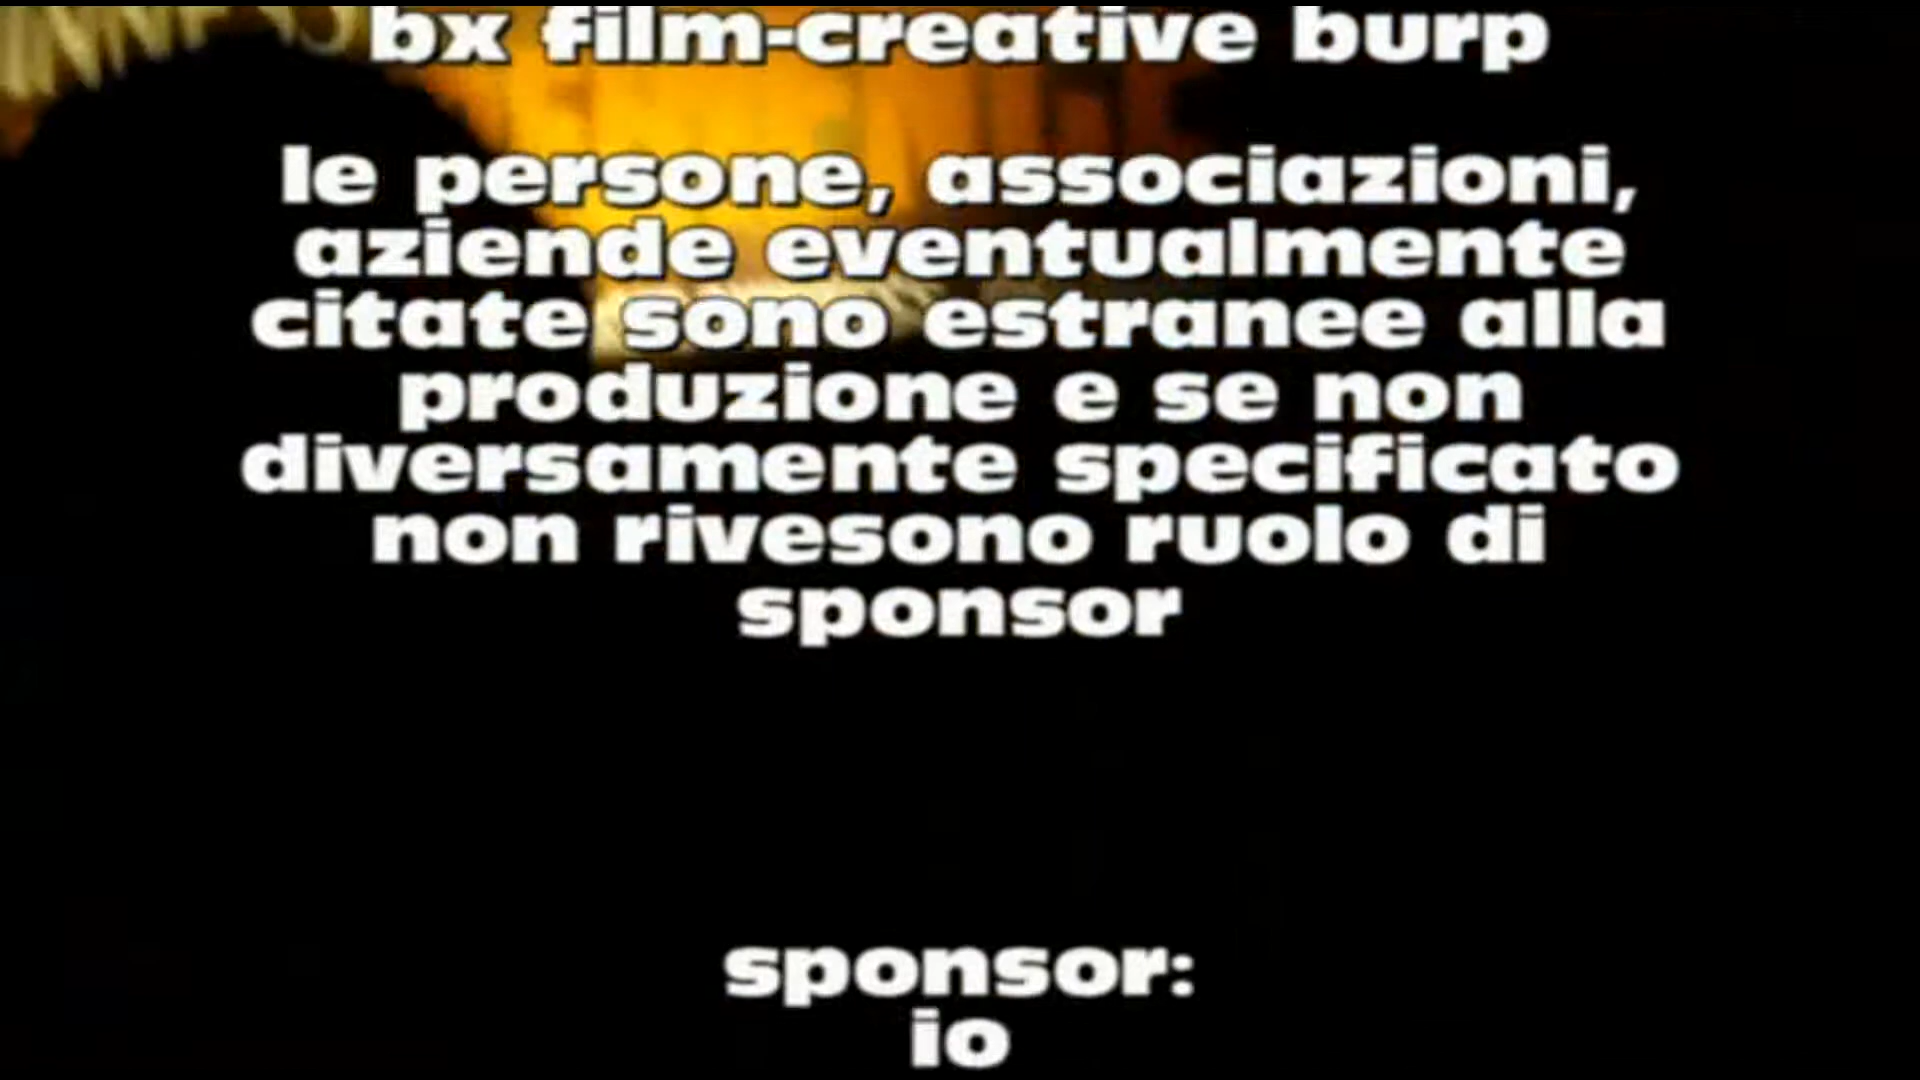 bx film-creative burp
le persone, associazioni,
aziende eventualmente
citate sono estranee alla
produzione e se non
diversamente specificato
non rivesono ruolo di
sponsor
sponsor:
io